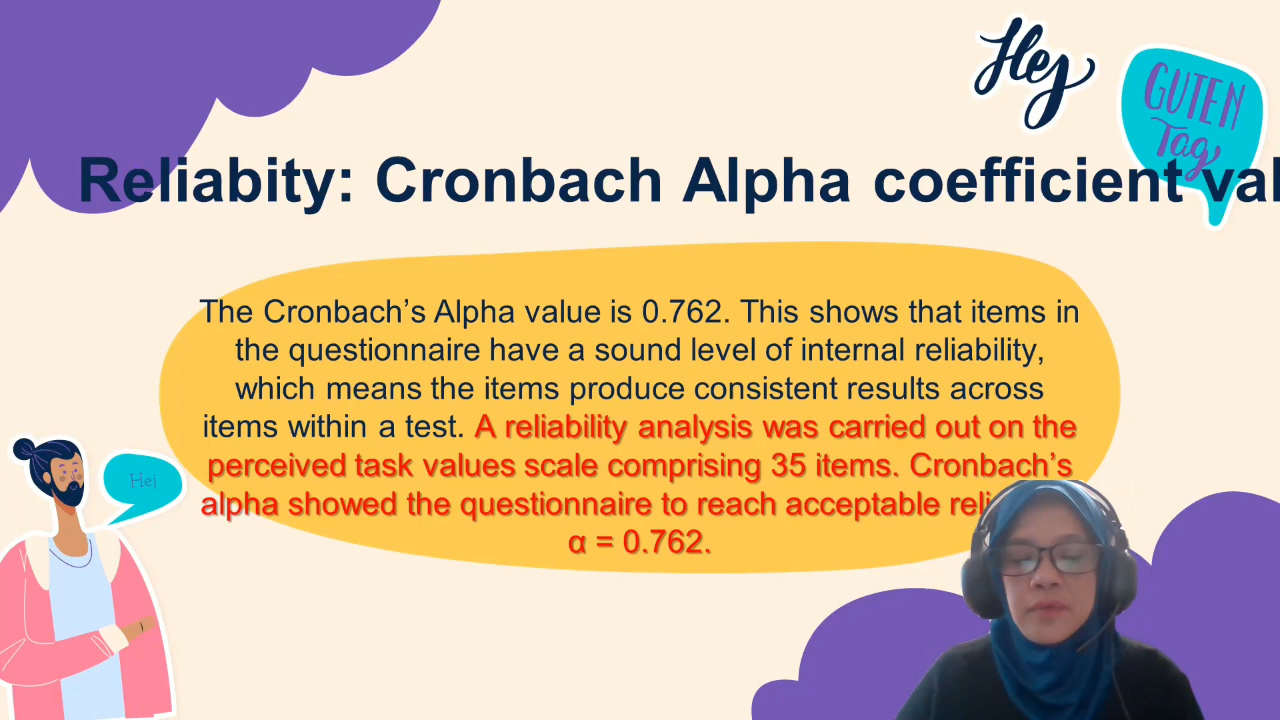 Hej
GUTEN
Tag
Reliabity: Cronbach Alpha coefficient
The Cronbach’s Alpha value is 0.762. This shows that items in
the questionnaire have a sound level of internal reliability,
which means the items produce consistent results across
items within a test. A reliability analysis was carried out on the
perceived task values scale comprising 35 items. Cronbach’s
alpha showed the questionnaire to reach acceptable
α = 0.762.
Hej